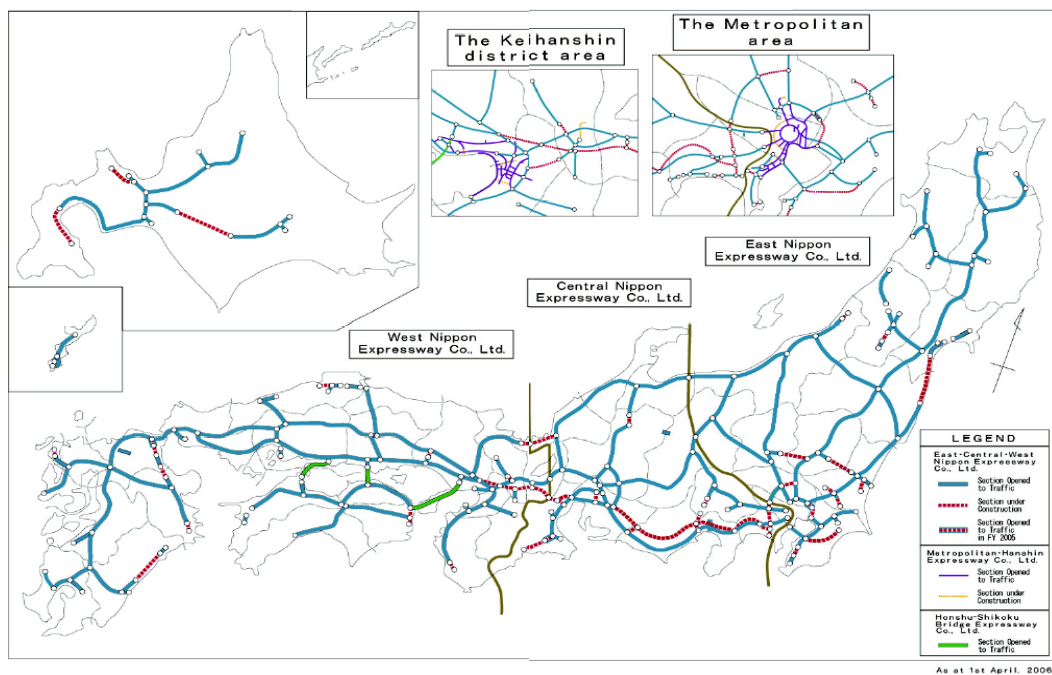 The Keihanshin
district area
The Metropolitan
area
East Nippon
Expressway Co., Ltd.
Central Nippon
Expressway Co., Ltd.
West Nippon
Expressway Co., Ltd.
LEGEND
East-Central-West
Nippon Expressway
Co., Ltd.
Section Opened
to Traffic
Section under
Construction
Section Opened
to Traffic
in FY 2005
Metropolitan-Hanshin
Expressway Co., Ltd.
Section Opened
to Traffic
Section under
Construction
Honshu-Shikoku
Bridge Expressway
Co., Ltd.
Section Opened
to Traffic
As at 1st April, 2006